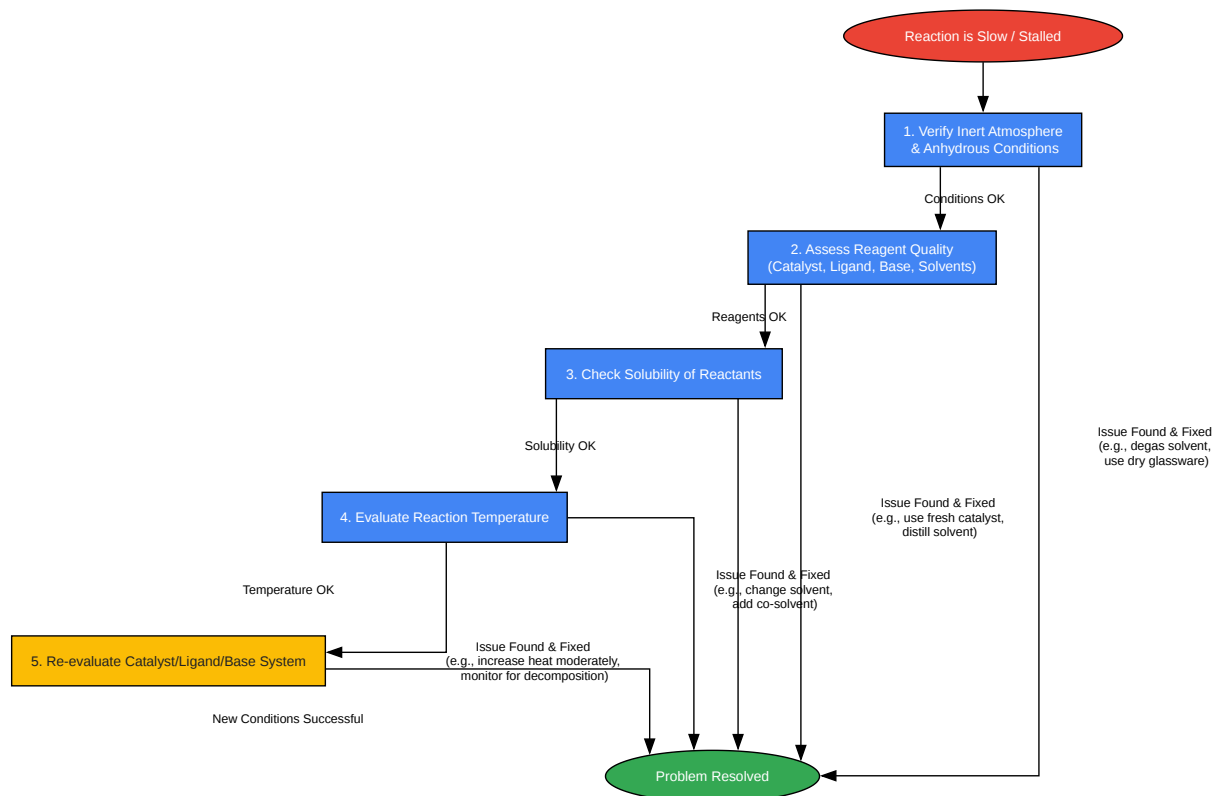 Reaction is Slow / Stalled
1. Verify Inert Atmosphere
& Anhydrous Conditions
Conditions OK
2. Assess Reagent Quality
(Catalyst, Ligand, Base, Solvents)
Reagents OK
3. Check Solubility of Reactants
Issue Found & Fixed
(e.g., degas solvent,
use dry glassware)
Solubility OK
4. Evaluate Reaction Temperature
Issue Found & Fixed
(e.g., use fresh catalyst,
distill solvent)
Temperature OK
Issue Found & Fixed
(e.g., change solvent,
add co-solvent)
5. Re-evaluate Catalyst/Ligand/Base System
Issue Found & Fixed
(e.g., increase heat moderately,
monitor for decomposition)
New Conditions Successful
Problem Resolved